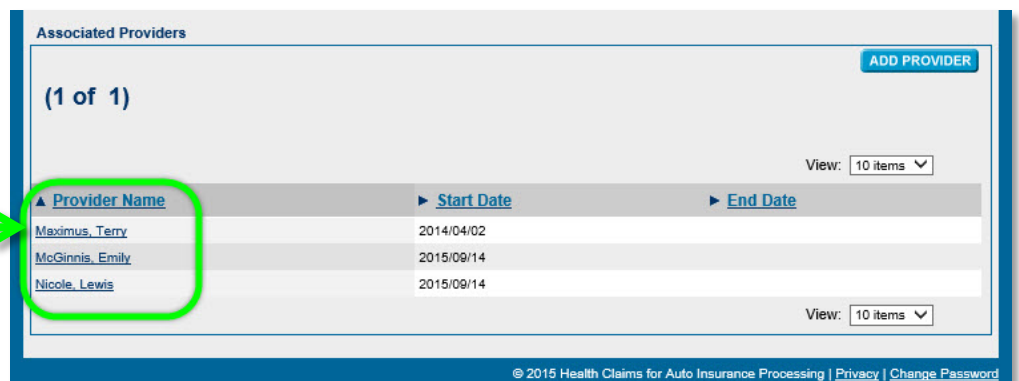 Associated Providers
ADD PROVIDER
(1 of 1)
View: 10 items
▲ Provider Name ► Start Date ► End Date
Maximus, Terry 2014/04/02
McGinnis, Emily 2015/09/14
Nicole, Lewis 2015/09/14
View: 10 items
© 2015 Health Claims for Auto Insurance Processing | Privacy | Change Password